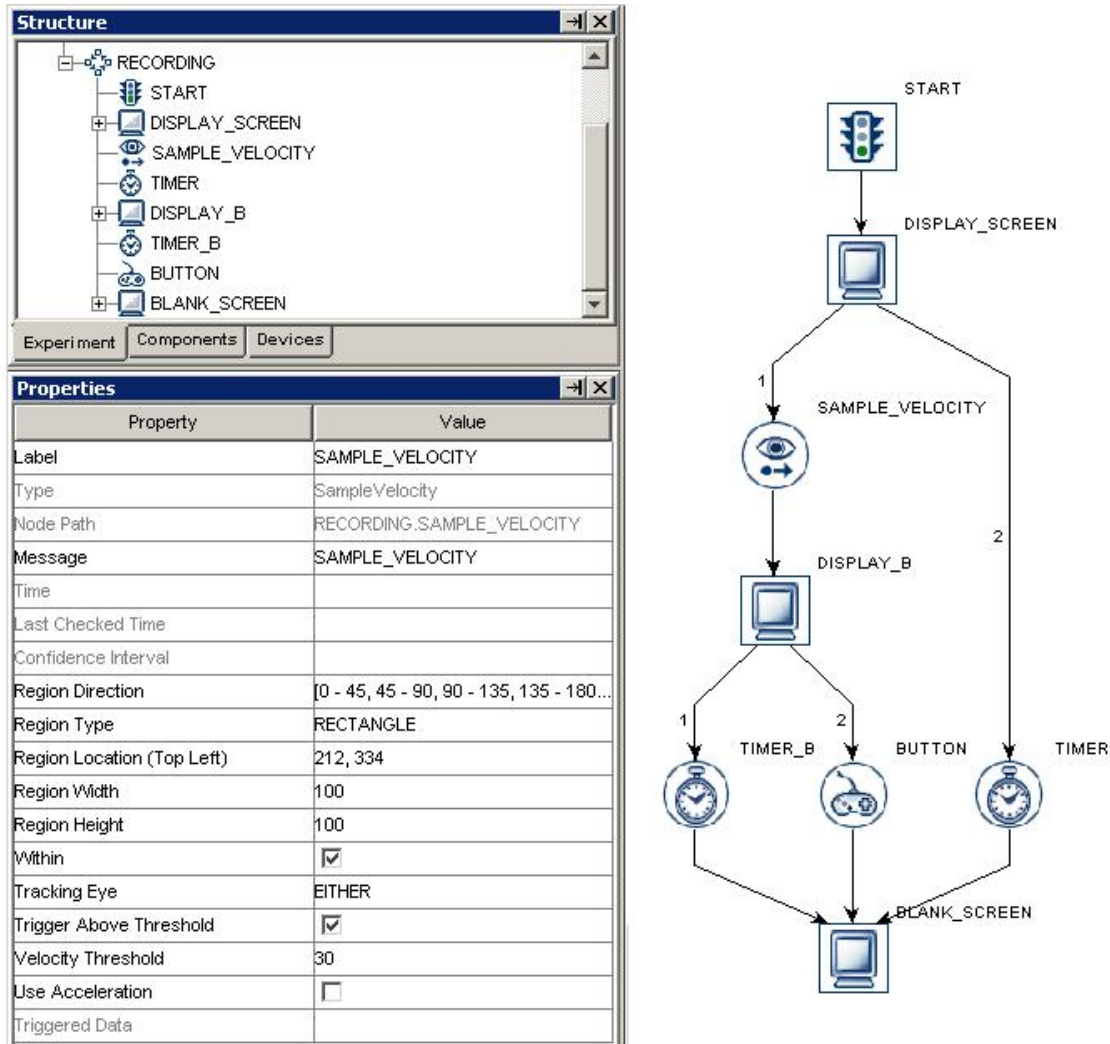 Structure
RECORDING
START
DISPLAY_SCREEN
SAMPLE_VELOCITY
TIMER
DISPLAY_B
TIMER_B
BUTTON
BLANK_SCREEN
Experiment Components Devices
Properties
Property Value
Label SAMPLE_VELOCITY
Type SampleVelocity
Node Path RECORDING.SAMPLE_VELOCITY
Message SAMPLE_VELOCITY
Time
Last Checked Time
Confidence Interval
Region Direction [0 - 45, 45 - 90, 90 - 135, 135 - 180...
Region Type RECTANGLE
Region Location (Top Left) 212, 334
Region Width 100
Region Height 100
Within
Tracking Eye EITHER
Trigger Above Threshold
Velocity Threshold 30
Use Acceleration
Triggered Data
START
DISPLAY_SCREEN
1
SAMPLE_VELOCITY
2
DISPLAY_B
1 2
TIMER_B BUTTON TIMER
BLANK_SCREEN